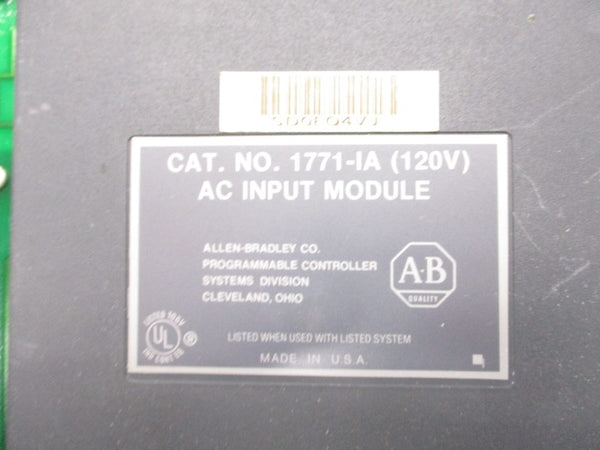 CAT. NO. 1771-IA (120V)
AC INPUT MODULE
ALLEN-BRADLEY CO.
PROGRAMMABLE CONTROLLER
SYSTEMS DIVISION
CLEVELAND, OHIO
A·B
QUALITY
UL
LISTED WHEN USED WITH LISTED SYSTEM
MADE IN U.S.A.